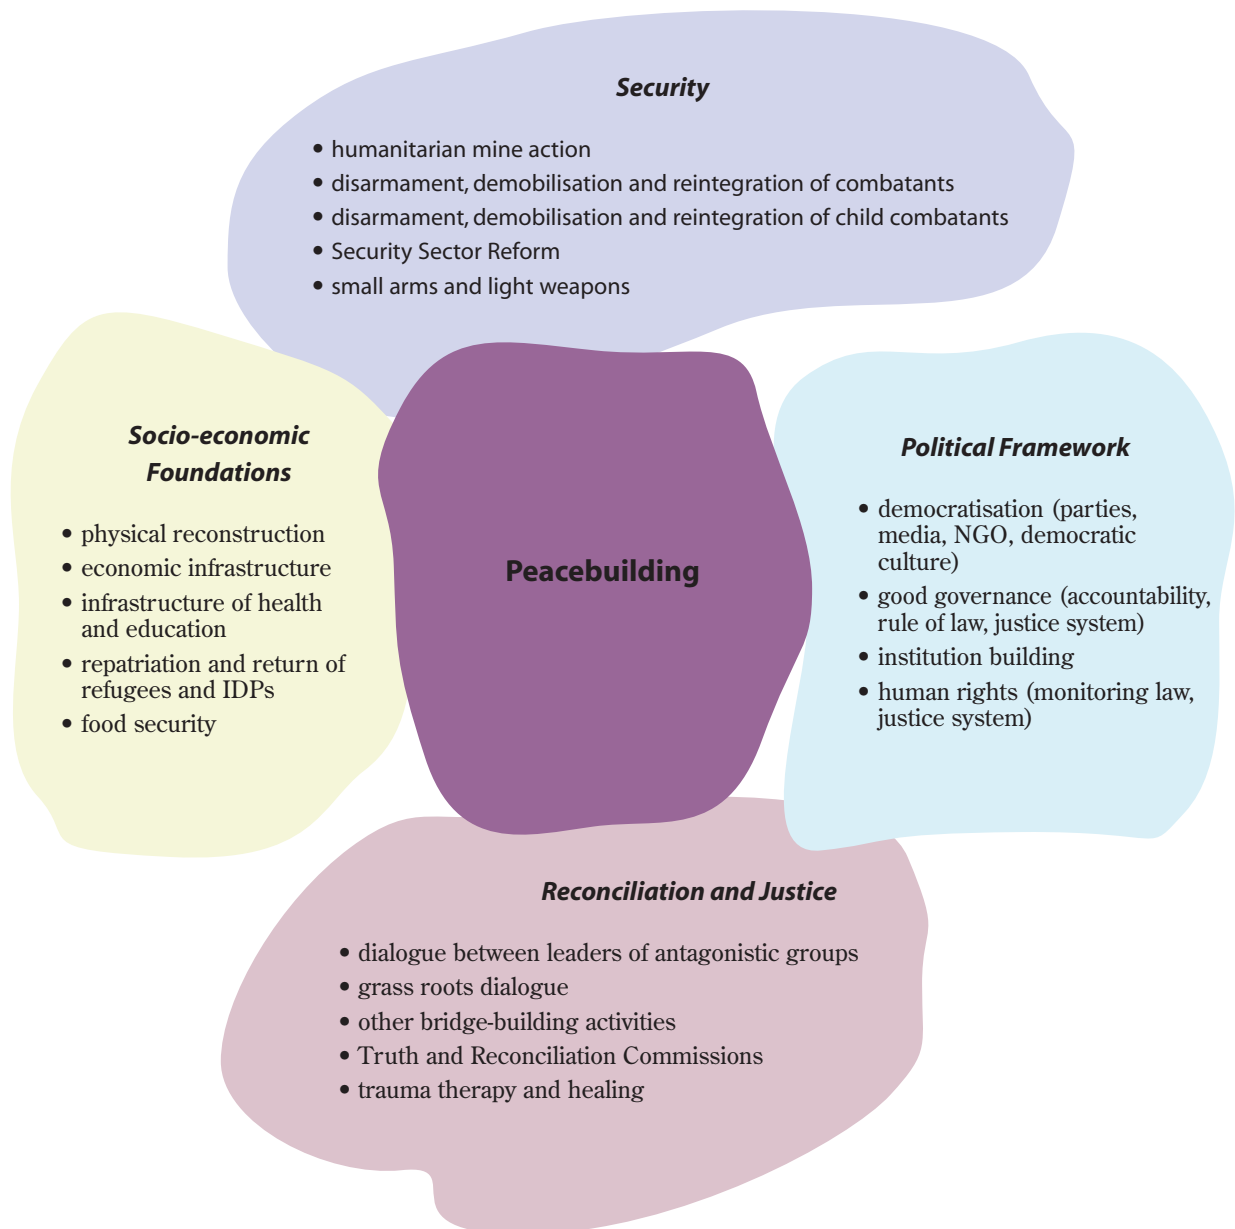 Security
• humanitarian mine action
• disarmament, demobilisation and reintegration of combatants
• disarmament, demobilisation and reintegration of child combatants
• Security Sector Reform
• small arms and light weapons
Socio-economic
Foundations
• physical reconstruction
• economic infrastructure
• infrastructure of health
and education
• repatriation and return of
refugees and IDPs
• food security
Peacebuilding
Political Framework
• democratisation (parties,
media, NGO, democratic
culture)
• good governance (accountability,
rule of law, justice system)
• institution building
• human rights (monitoring law,
justice system)
Reconciliation and Justice
• dialogue between leaders of antagonistic groups
• grass roots dialogue
• other bridge-building activities
• Truth and Reconciliation Commissions
• trauma therapy and healing